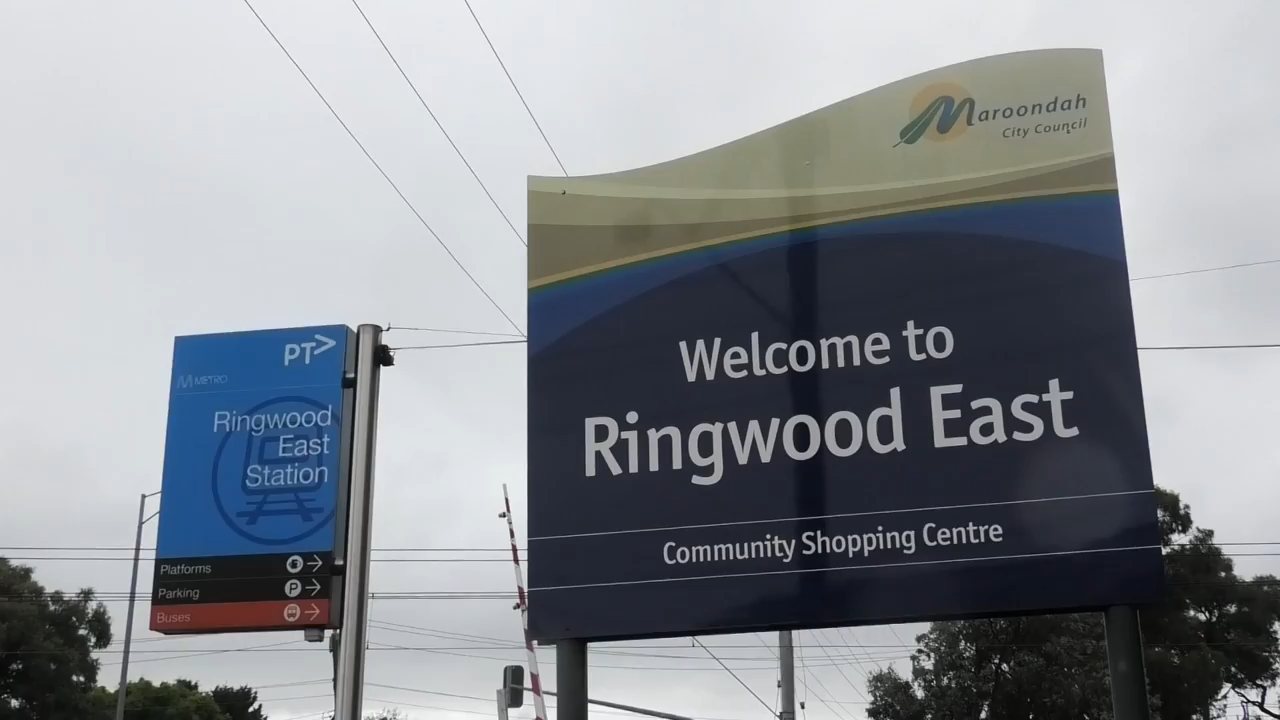 PT>
METRO
Ringwood
East
Station
Platforms
P
Parking
Buses
Maroondah
City Council
Welcome to
Ringwood East
Community Shopping Centre